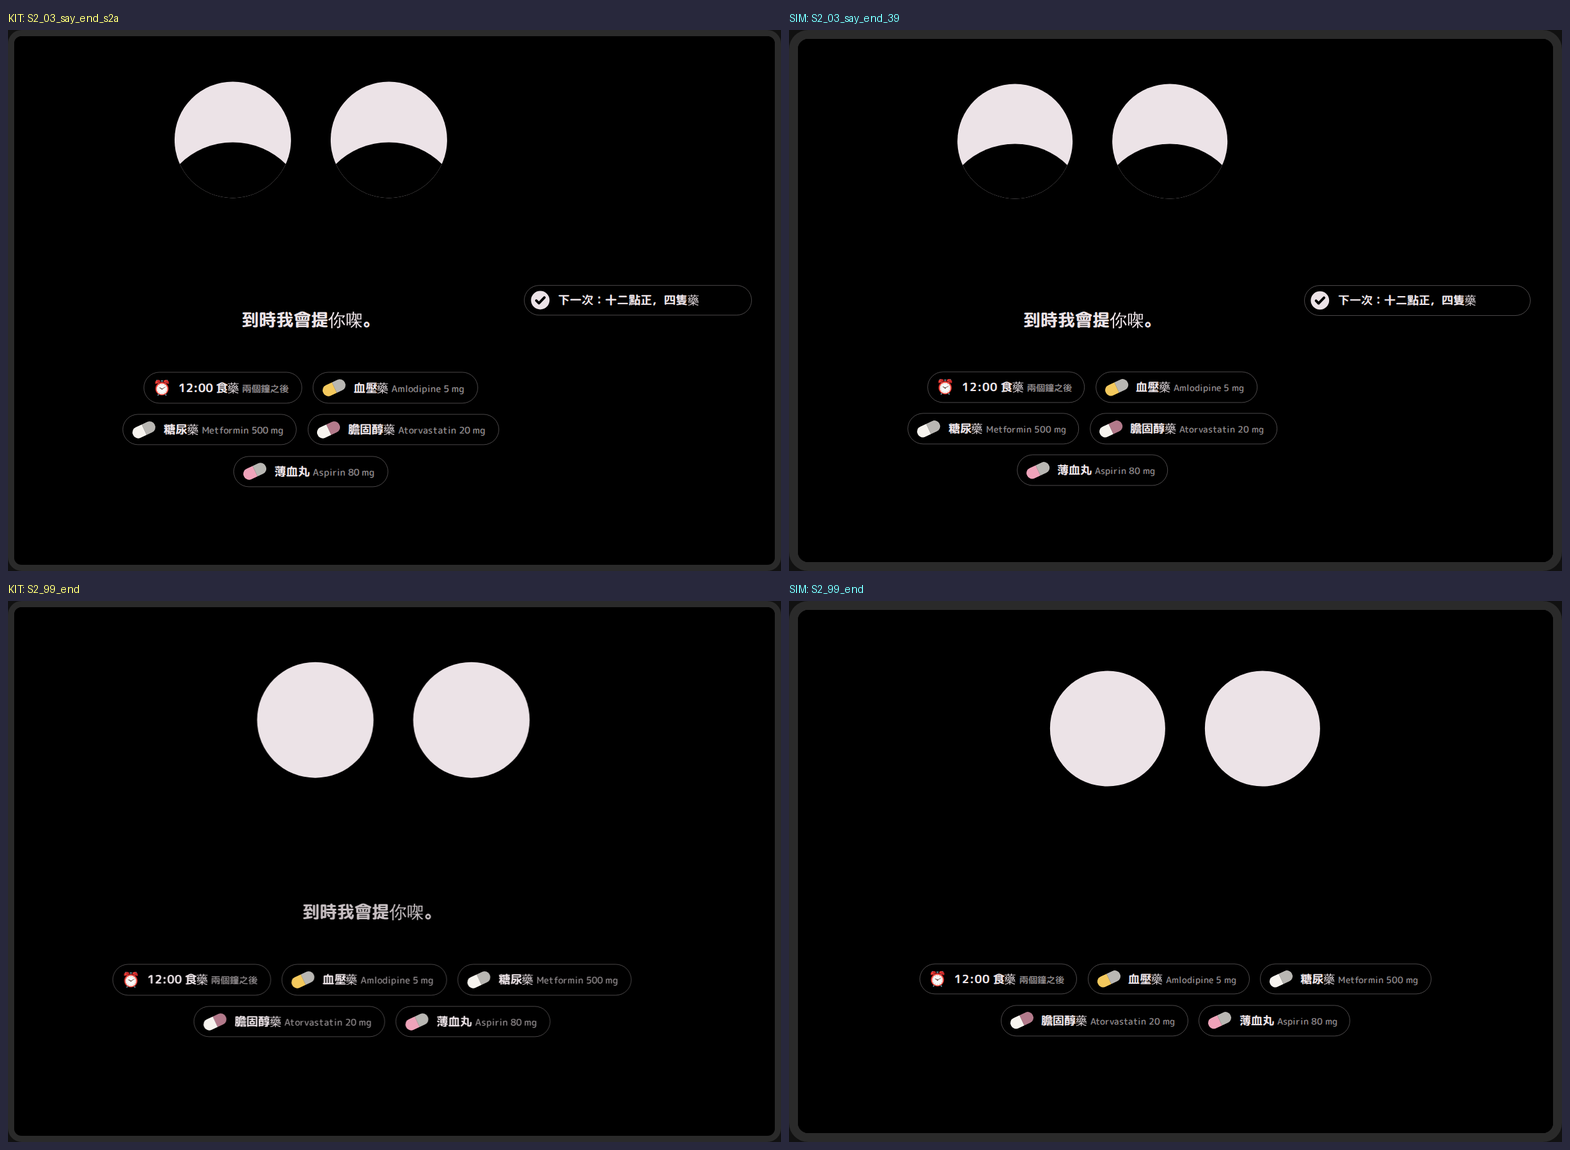 KIT: S2_03_say_end_s2a
下一次：十二點正，四隻藥
到時我會提你㗎。
12:00 食藥 兩個鐘之後
血壓藥 Amlodipine 5 mg
糖尿藥 Metformin 500 mg
膽固醇藥 Atorvastatin 20 mg
薄血丸 Aspirin 80 mg
SIM: S2_03_say_end_39
下一次：十二點正，四隻藥
到時我會提你㗎。
12:00 食藥 兩個鐘之後
血壓藥 Amlodipine 5 mg
糖尿藥 Metformin 500 mg
膽固醇藥 Atorvastatin 20 mg
薄血丸 Aspirin 80 mg
KIT: S2_99_end
到時我會提你㗎。
12:00 食藥 兩個鐘之後
血壓藥 Amlodipine 5 mg
糖尿藥 Metformin 500 mg
膽固醇藥 Atorvastatin 20 mg
薄血丸 Aspirin 80 mg
SIM: S2_99_end
12:00 食藥 兩個鐘之後
血壓藥 Amlodipine 5 mg
糖尿藥 Metformin 500 mg
膽固醇藥 Atorvastatin 20 mg
薄血丸 Aspirin 80 mg